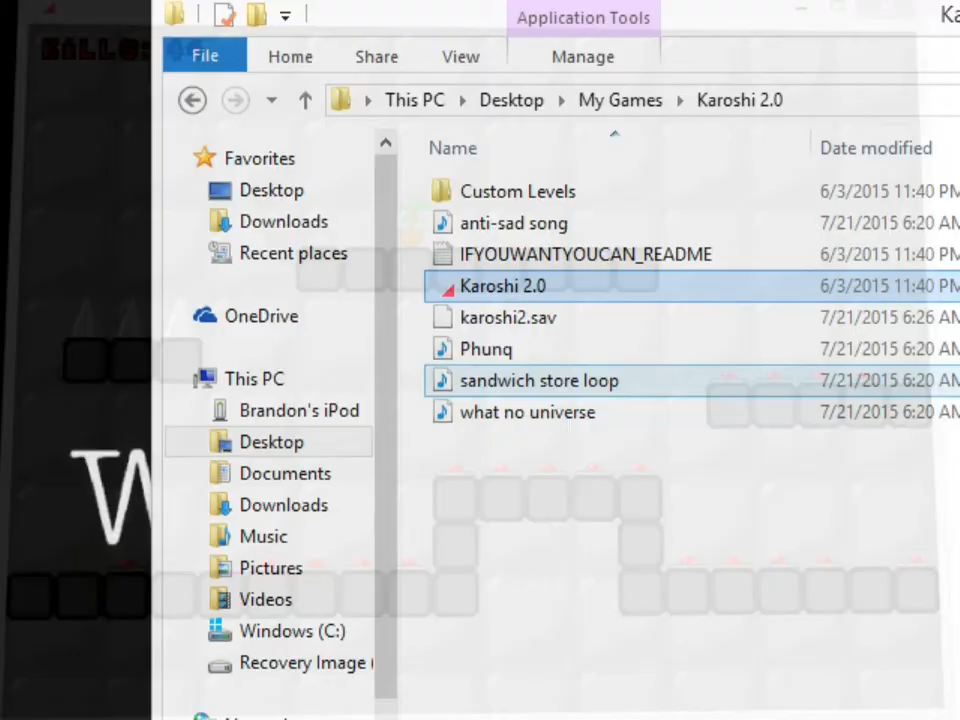 Application Tools
Ka
File Home Share View Manage
This PC Desktop My Games Karoshi 2.0
Name Date modified
Favorites
Desktop
Downloads
Recent places
OneDrive
This PC
Brandon's iPod
Desktop
Documents
Downloads
Music
Pictures
Videos
Windows (C:)
Recovery Image (
Custom Levels 6/3/2015 11:40 PM
anti-sad song 7/21/2015 6:20 AM
IFYOUWANTYOUCAN_README 6/3/2015 11:40 PM
Karoshi 2.0 6/3/2015 11:40 PM
karoshi2.sav 7/21/2015 6:26 AM
Phunq 7/21/2015 6:20 AM
sandwich store loop 7/21/2015 6:20 AM
what no universe 7/21/2015 6:20 AM
W